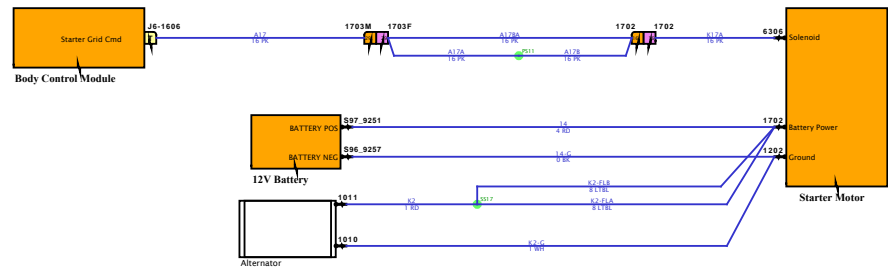 J6-1606
1703M
1703F
1702
1702
6306
Starter Grid Cmd
A17
16 PK
A17BA
16 PK
K17A
16 PK
Solenoid
A17A
16 PK
PS11
A17B
16 PK
Body Control Module
S97_9251
14
4 RD
1702
BATTERY POS
Battery Power
S96_9257
14-G
0 BK
1202
BATTERY NEG
Ground
12V Battery
K2-FLB
8 LTBL
1011
K2
1 RD
SS17
K2-FLA
8 LTBL
Starter Motor
1010
K2-G
1 WH
Alternator